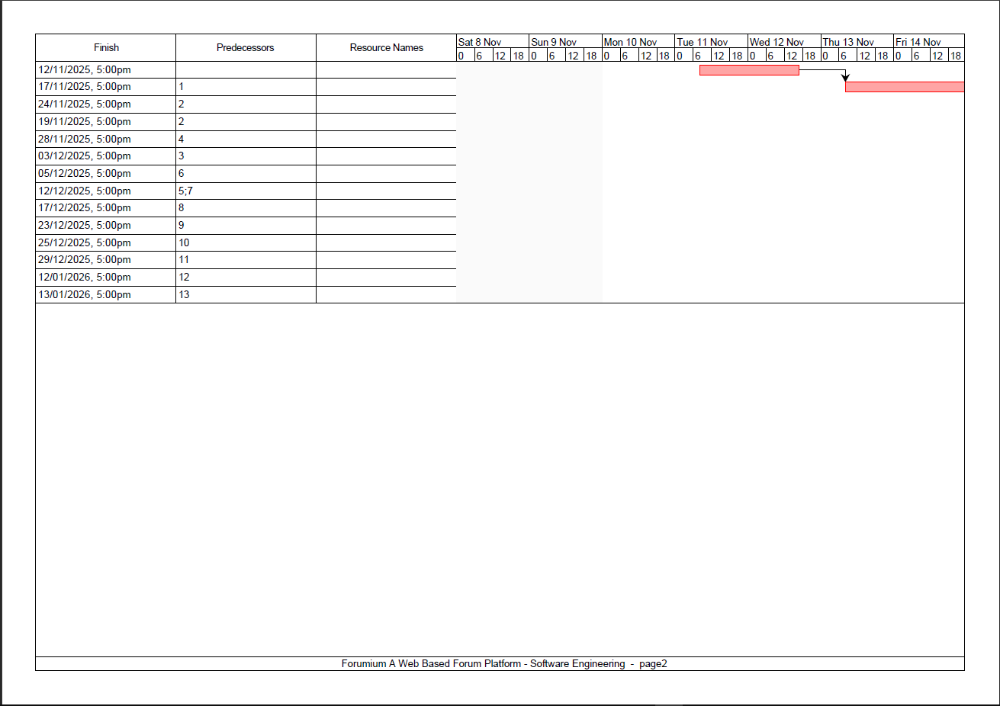 Finish Predecessors Resource Names Sat 8 Nov Sun 9 Nov Mon 10 Nov Tue 11 Nov Wed 12 Nov Thu 13 Nov Fri 14 Nov
0 6 12 18 0 6 12 18 0 6 12 18 0 6 12 18 0 6 12 18 0 6 12 18 0 6 12 18
12/11/2025, 5:00pm
17/11/2025, 5:00pm 1
24/11/2025, 5:00pm 2
19/11/2025, 5:00pm 2
28/11/2025, 5:00pm 4
03/12/2025, 5:00pm 3
05/12/2025, 5:00pm 6
12/12/2025, 5:00pm 5;7
17/12/2025, 5:00pm 8
23/12/2025, 5:00pm 9
25/12/2025, 5:00pm 10
29/12/2025, 5:00pm 11
12/01/2026, 5:00pm 12
13/01/2026, 5:00pm 13
Forumium A Web Based Forum Platform - Software Engineering - page2